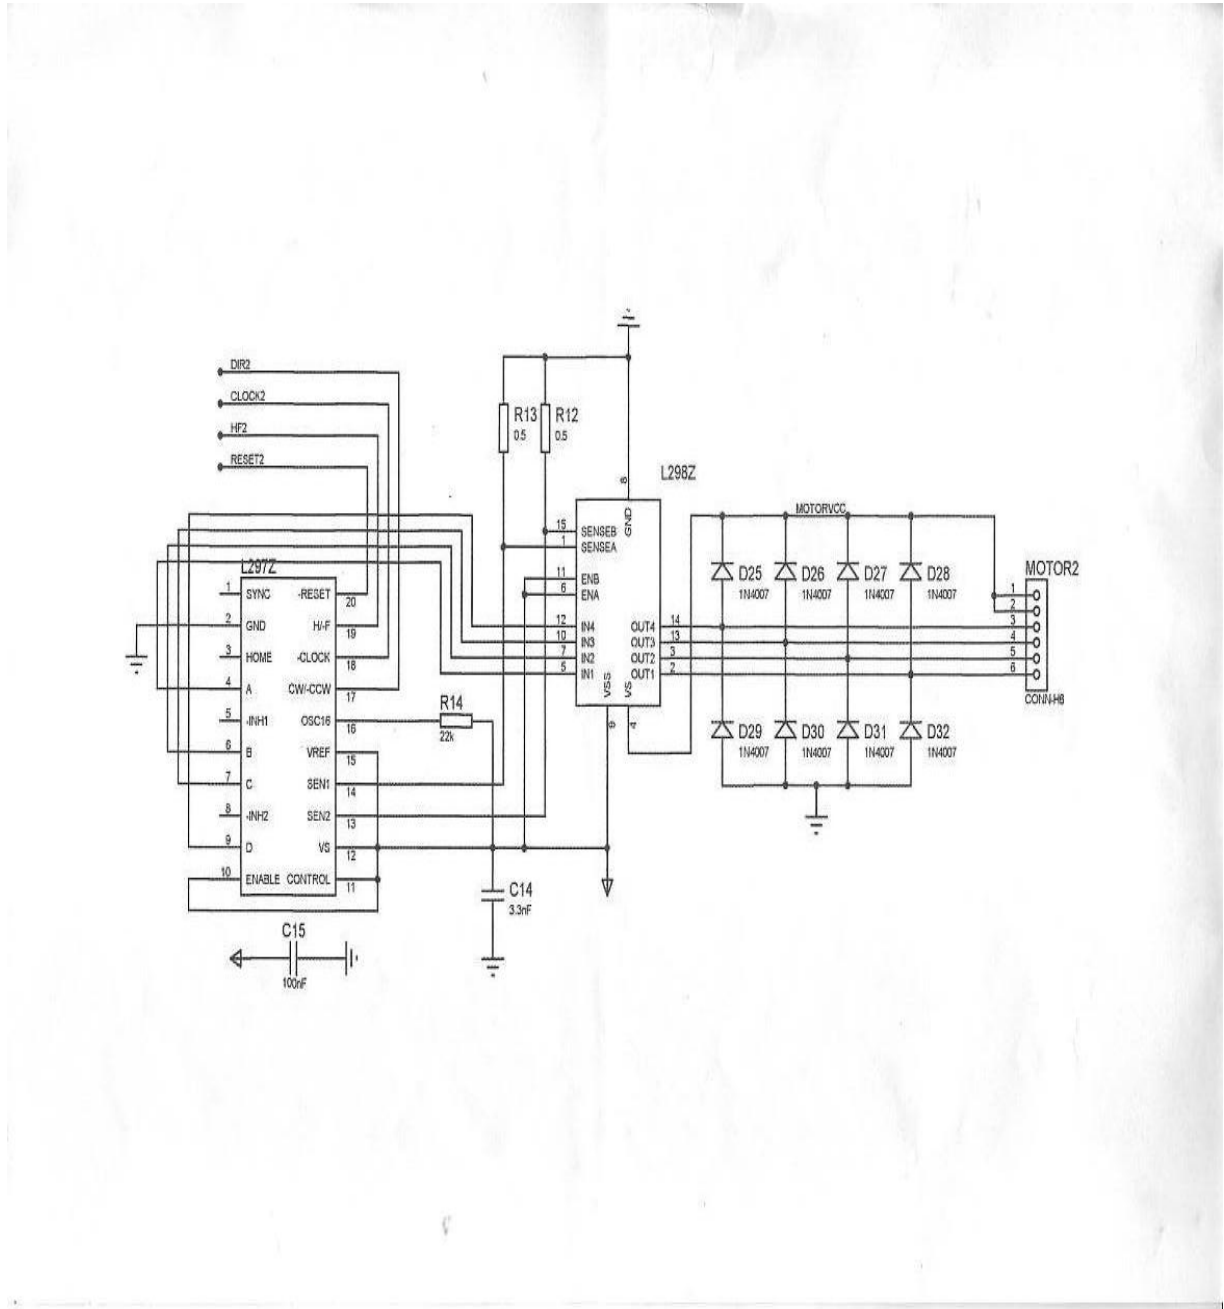 DIR2
CLOCK2
HF2
RESET2
R13
0.5
R12
0.5
L298Z
8
GND
15 SENSEB
1 SENSEA
11 ENB
6 ENA
12 IN4 OUT4 14
10 IN3 OUT3 13
7 IN2 OUT2 3
5 IN1 OUT1 2
VSS VS
9 4
MOTORVCC
D25 D26 D27 D28
1N4007 1N4007 1N4007 1N4007
MOTOR2
1
2
3
4
5
6
CONN-H6
D29 D30 D31 D32
1N4007 1N4007 1N4007 1N4007
L297Z
1 SYNC -RESET 20
2 GND H/-F 19
3 HOME -CLOCK 18
4 A CW/-CCW 17
5 -INH1 OSC16 16
6 B VREF 15
7 C SEN1 14
8 -INH2 SEN2 13
9 D VS 12
10 ENABLE CONTROL 11
R14
22k
C14
3.3nF
C15
100nF